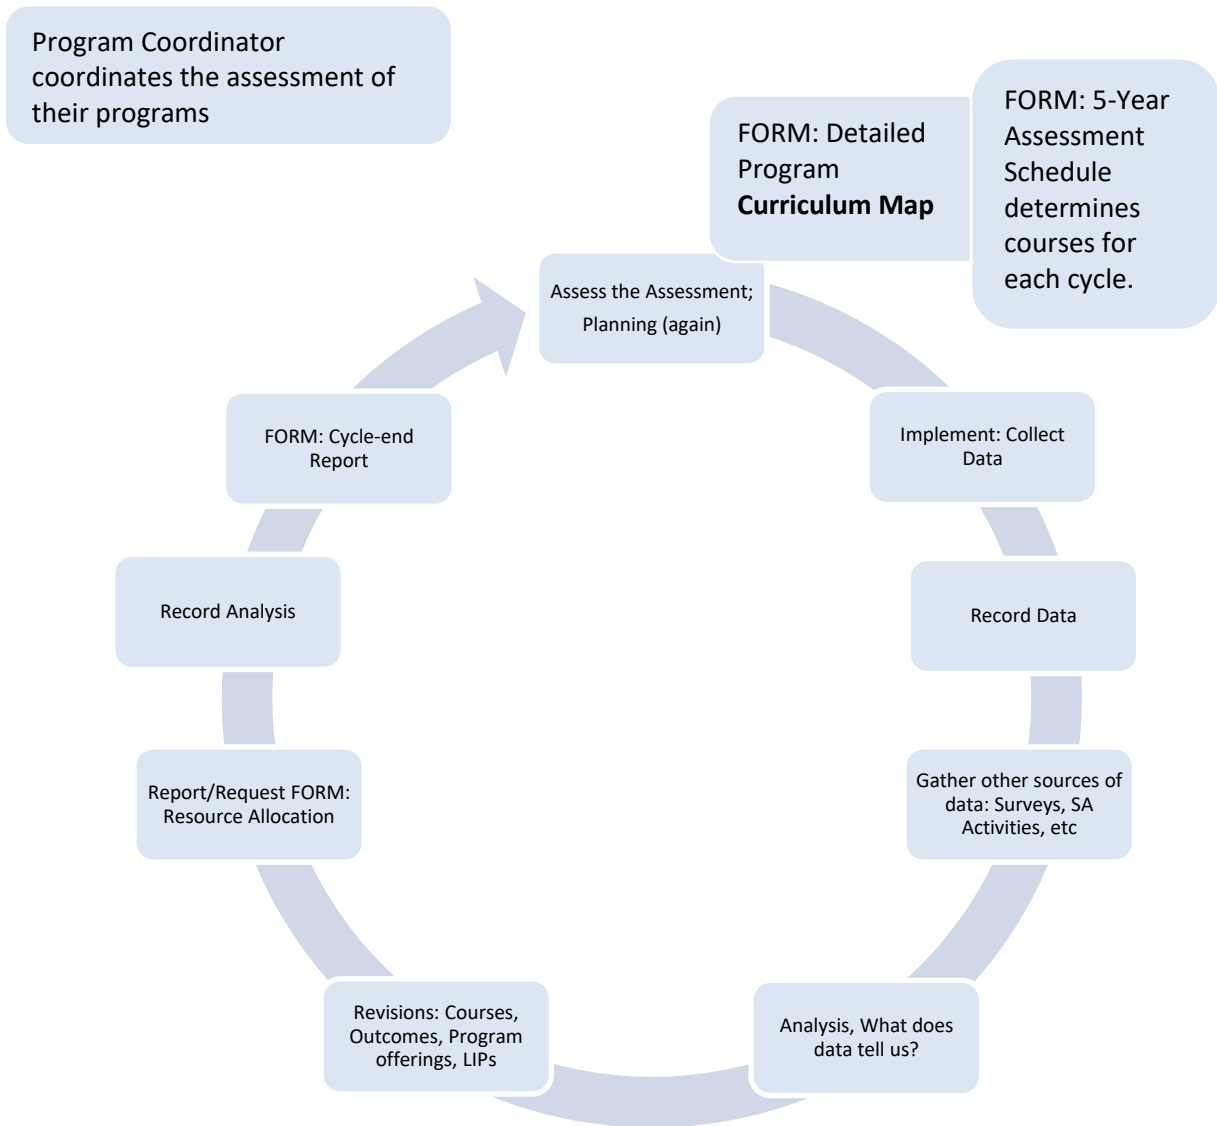 Program Coordinator
coordinates the assessment of
their programs
FORM: Detailed
Program
Curriculum Map
FORM: 5-Year
Assessment
Schedule
determines
courses for
each cycle.
Assess the Assessment;
Planning (again)
Implement: Collect
Data
Record Data
Gather other sources of
data: Surveys, SA
Activities, etc
Analysis, What does
data tell us?
Revisions: Courses,
Outcomes, Program
offerings, LIPs
Report/Request FORM:
Resource Allocation
Record Analysis
FORM: Cycle-end
Report